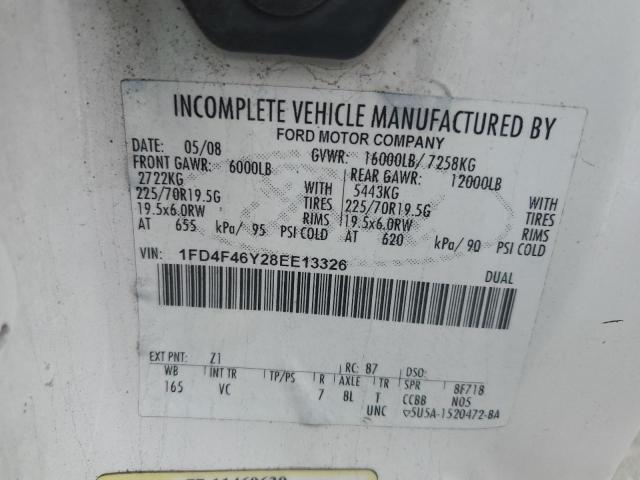 INCOMPLETE VEHICLE MANUFACTURED BY
FORD MOTOR COMPANY
DATE: 05/08 GVWR: 16000LB/7258KG
FRONT GAWR: 6000LB REAR GAWR: 12000LB
2722KG WITH 5443KG WITH
225/70R19.5G TIRES 225/70R19.5G TIRES
19.5x6.0RW RIMS 19.5x6.0RW RIMS
AT 655 kPa/ 95 PSI COLD AT 620 kPa/ 90 PSI COLD
VIN: 1FD4F46Y28EE13326
DUAL
EXT PNT: Z1 RC: 87 DSO:
WB INT TR TP/PS R AXLE TR SPR 8F718
165 VC 7 BL T CCBB N05
UNC ▽5U5A-1520472-BA